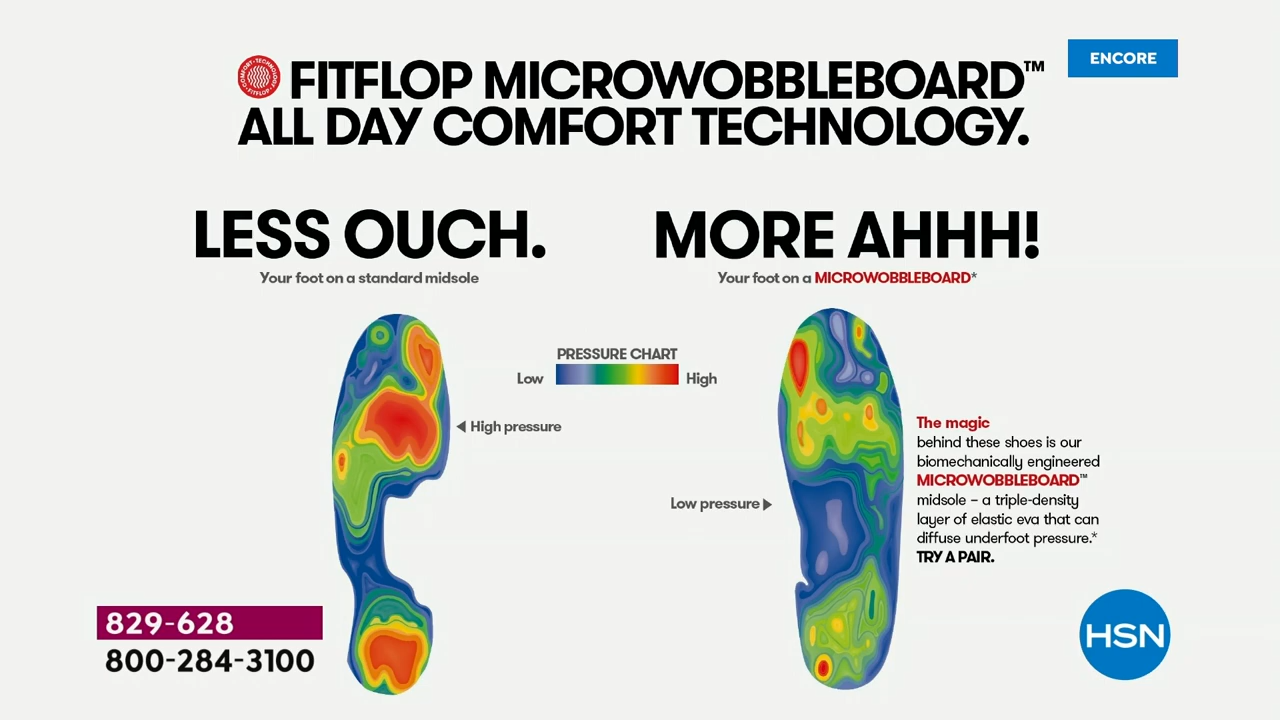 ENCORE
FITFLOP MICROWOBBLEBOARD™
ALL DAY COMFORT TECHNOLOGY.
LESS OUCH.
MORE AHHH!
Your foot on a standard midsole
Your foot on a MICROWOBBLEBOARD*
PRESSURE CHART
Low
High
High pressure
Low pressure
The magic
behind these shoes is our
biomechanically engineered
MICROWOBBLEBOARD™
midsole – a triple-density
layer of elastic eva that can
diffuse underfoot pressure.*
TRY A PAIR.
829-628
800-284-3100
HSN